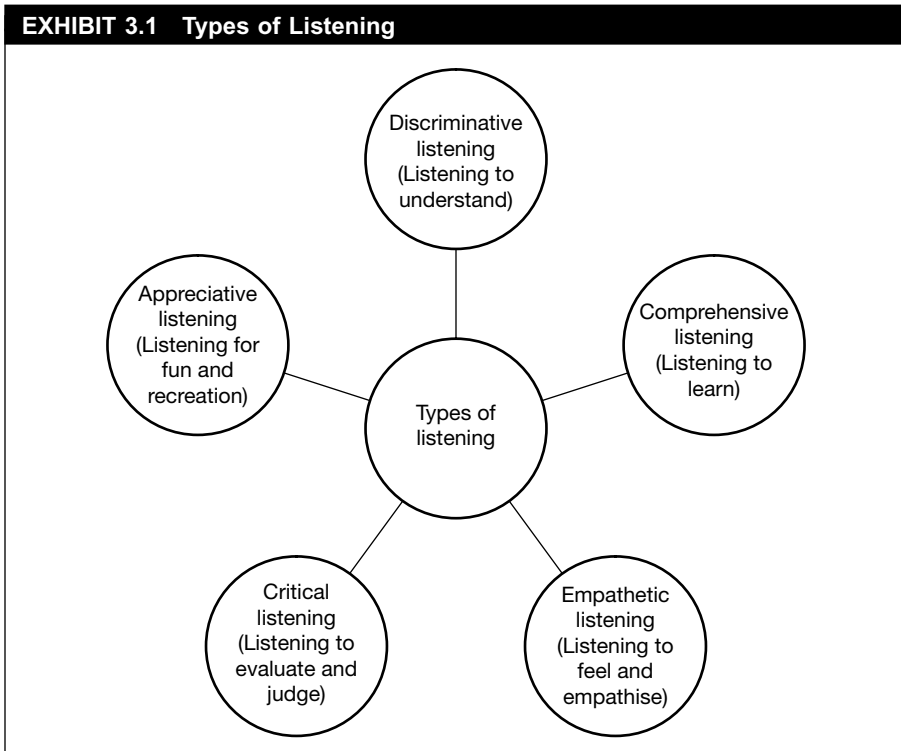 EXHIBIT 3.1 Types of Listening
Discriminative
listening
(Listening to
understand)
Appreciative
listening
(Listening for
fun and
recreation)
Comprehensive
listening
(Listening to
learn)
Types of
listening
Critical
listening
(Listening to
evaluate and
judge)
Empathetic
listening
(Listening to
feel and
empathise)